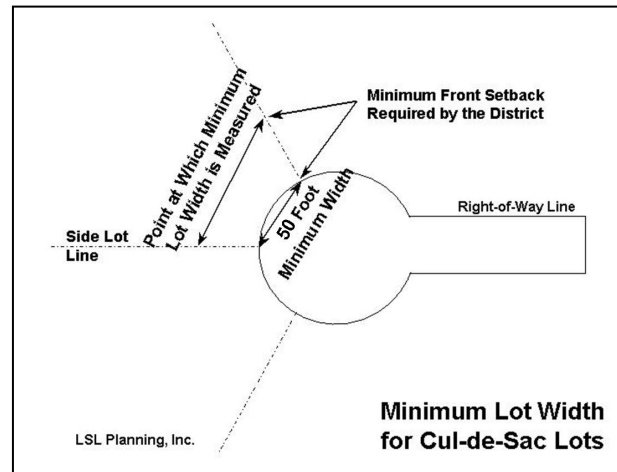 Point at Which Minimum
Lot Width is Measured
Minimum Front Setback
Required by the District
50 Foot
Minimum Width
Right-of-Way Line
Side Lot
Line
Minimum Lot Width
for Cul-de-Sac Lots
LSL Planning, Inc.